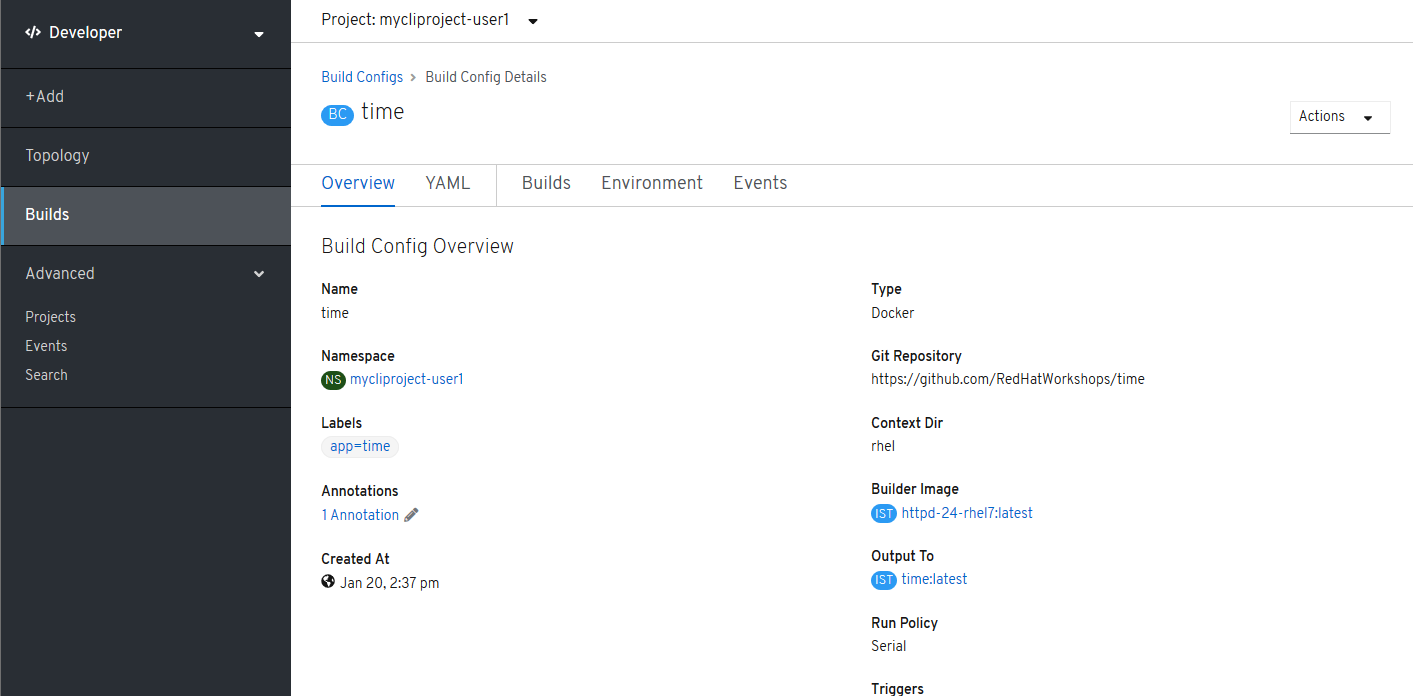 Developer
+Add
Topology
Builds
Advanced
Projects
Events
Search
Project: mycliproject-user1
Build Configs > Build Config Details
BC time
Actions
Overview YAML Builds Environment Events
Build Config Overview
Name
time
Namespace
NS mycliproject-user1
Labels
app=time
Annotations
1 Annotation
Created At
Jan 20, 2:37 pm
Type
Docker
Git Repository
https://github.com/RedHatWorkshops/time
Context Dir
rhel
Builder Image
IST httpd-24-rhel7:latest
Output To
IST time:latest
Run Policy
Serial
Triggers